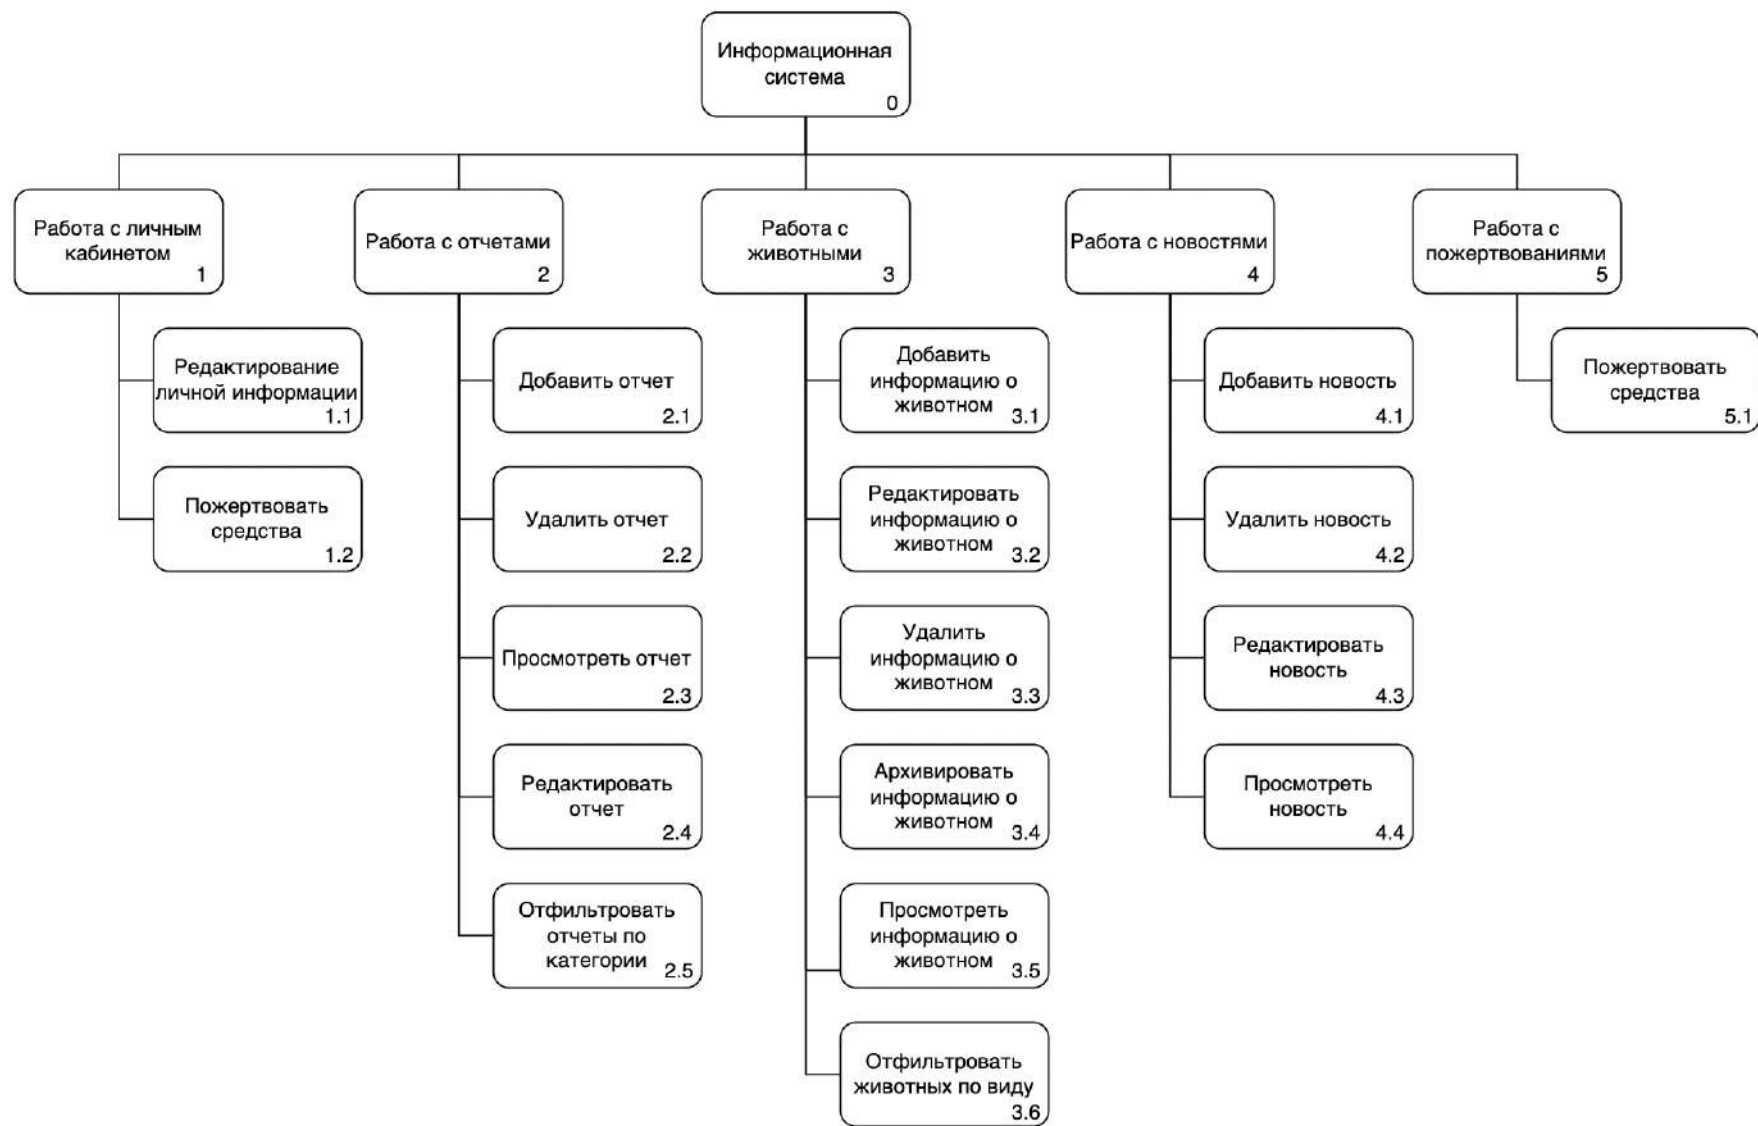 Информационная
система
0
Работа с личным
кабинетом
1
Работа с отчетами
2
Работа с
животными
3
Работа с новостями
4
Работа с
пожертвованиями
5
Редактирование
личной информации
1.1
Пожертвовать
средства
1.2
Добавить отчет
2.1
Удалить отчет
2.2
Просмотреть отчет
2.3
Редактировать
отчет
2.4
Отфильтровать
отчеты по
категории
2.5
Добавить
информацию о
животном
3.1
Редактировать
информацию о
животном
3.2
Удалить
информацию о
животном
3.3
Архивировать
информацию о
животном
3.4
Просмотреть
информацию о
животном
3.5
Отфильтровать
животных по виду
3.6
Добавить новость
4.1
Удалить новость
4.2
Редактировать
новость
4.3
Просмотреть
новость
4.4
Пожертвовать
средства
5.1